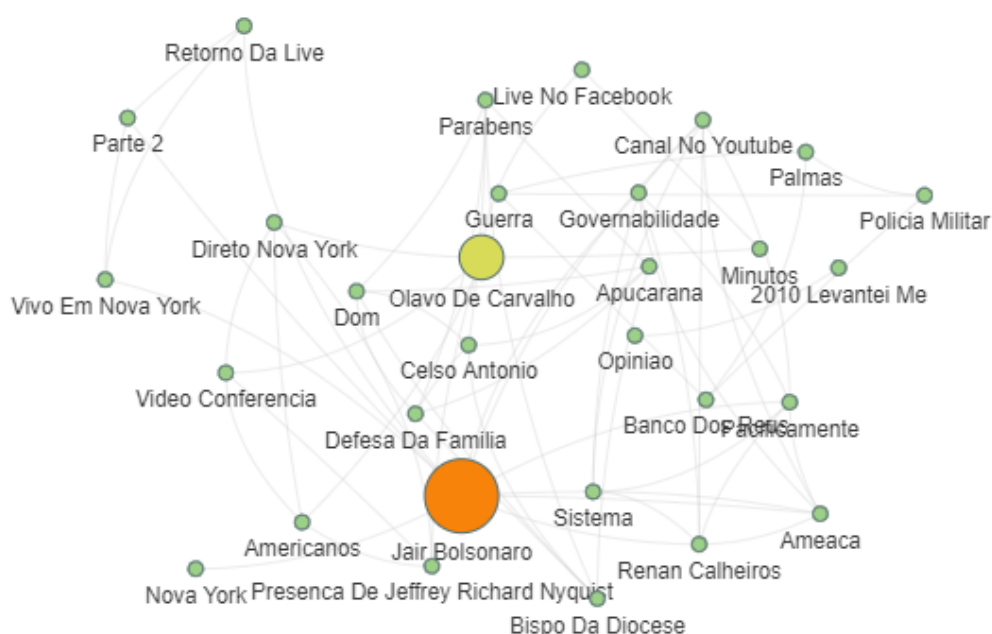 Retorno Da Live
Live No Facebook
Parabens
Parte 2
Canal No Youtube
Palmas
Guerra
Governabilidade
Policia Militar
Direto Nova York
Minutos
Olavo De Carvalho
Apucarana
2010 Levantei Me
Vivo Em Nova York
Dom
Opiniao
Celso Antonio
Video Conferencia
Banco Dos Reus
Pacificamente
Defesa Da Familia
Sistema
Ameaca
Americanos
Jair Bolsonaro
Renan Calheiros
Nova York
Presenca De Jeffrey Richard Nyquist
Bispo Da Diocese